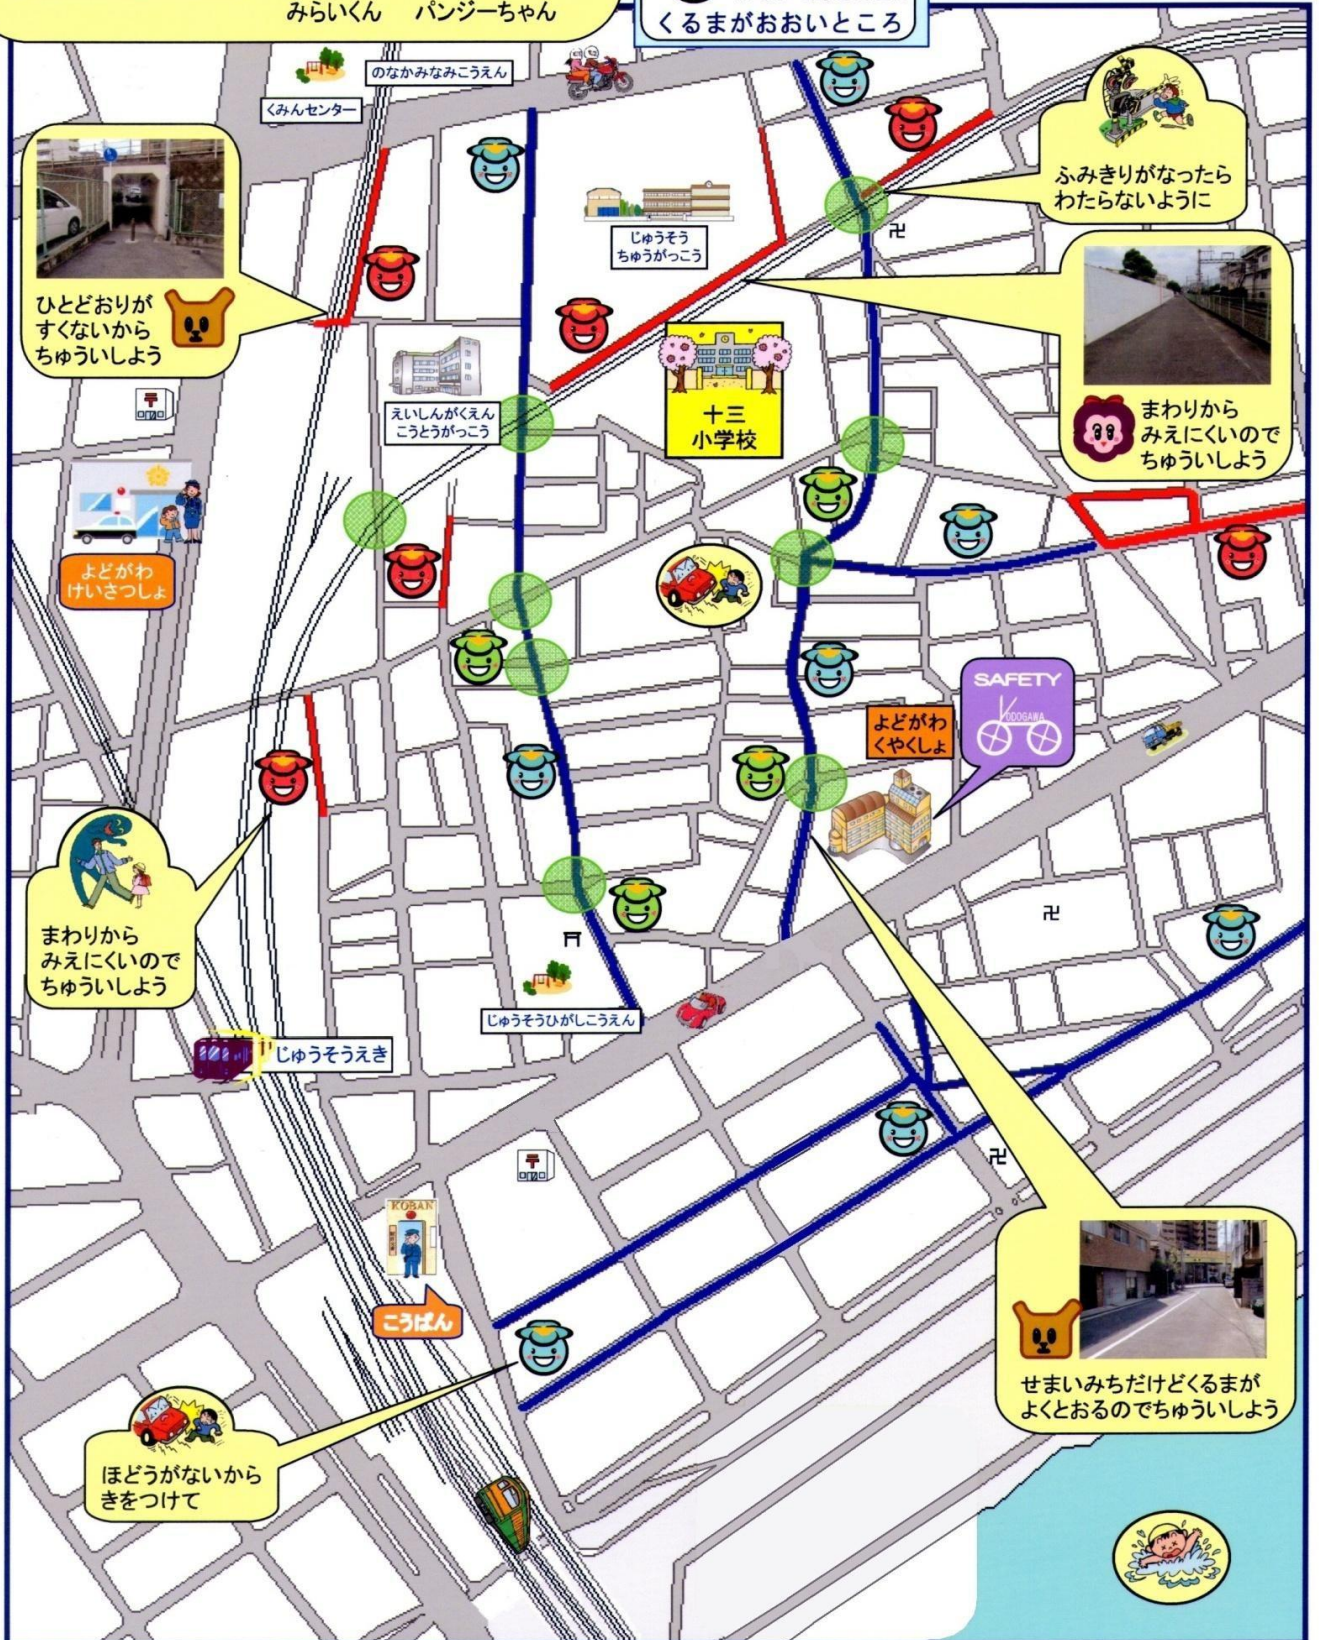 みらいくん　パンジーちゃん
くるまがおおいところ
のなかみなみこうえん
くみんセンター
ひとどおりが
すくないから
ちゅういしよう
じゅうそう
ちゅうがっこう
ふみきりがなったら
わたらないように
まわりから
みえにくいので
ちゅういしよう
えいしんがくえん
こうとうがっこう
十三
小学校
よどがわ
けいさつしょ
よどがわ
くやくしょ
SAFETY
YODOGAWA
まわりから
みえにくいので
ちゅういしよう
じゅうそうひがしこうえん
じゅうそうえき
KOBAN
こうばん
せまいみちだけどくるまが
よくとおるのでちゅういしよう
ほどうがないから
きをつけて